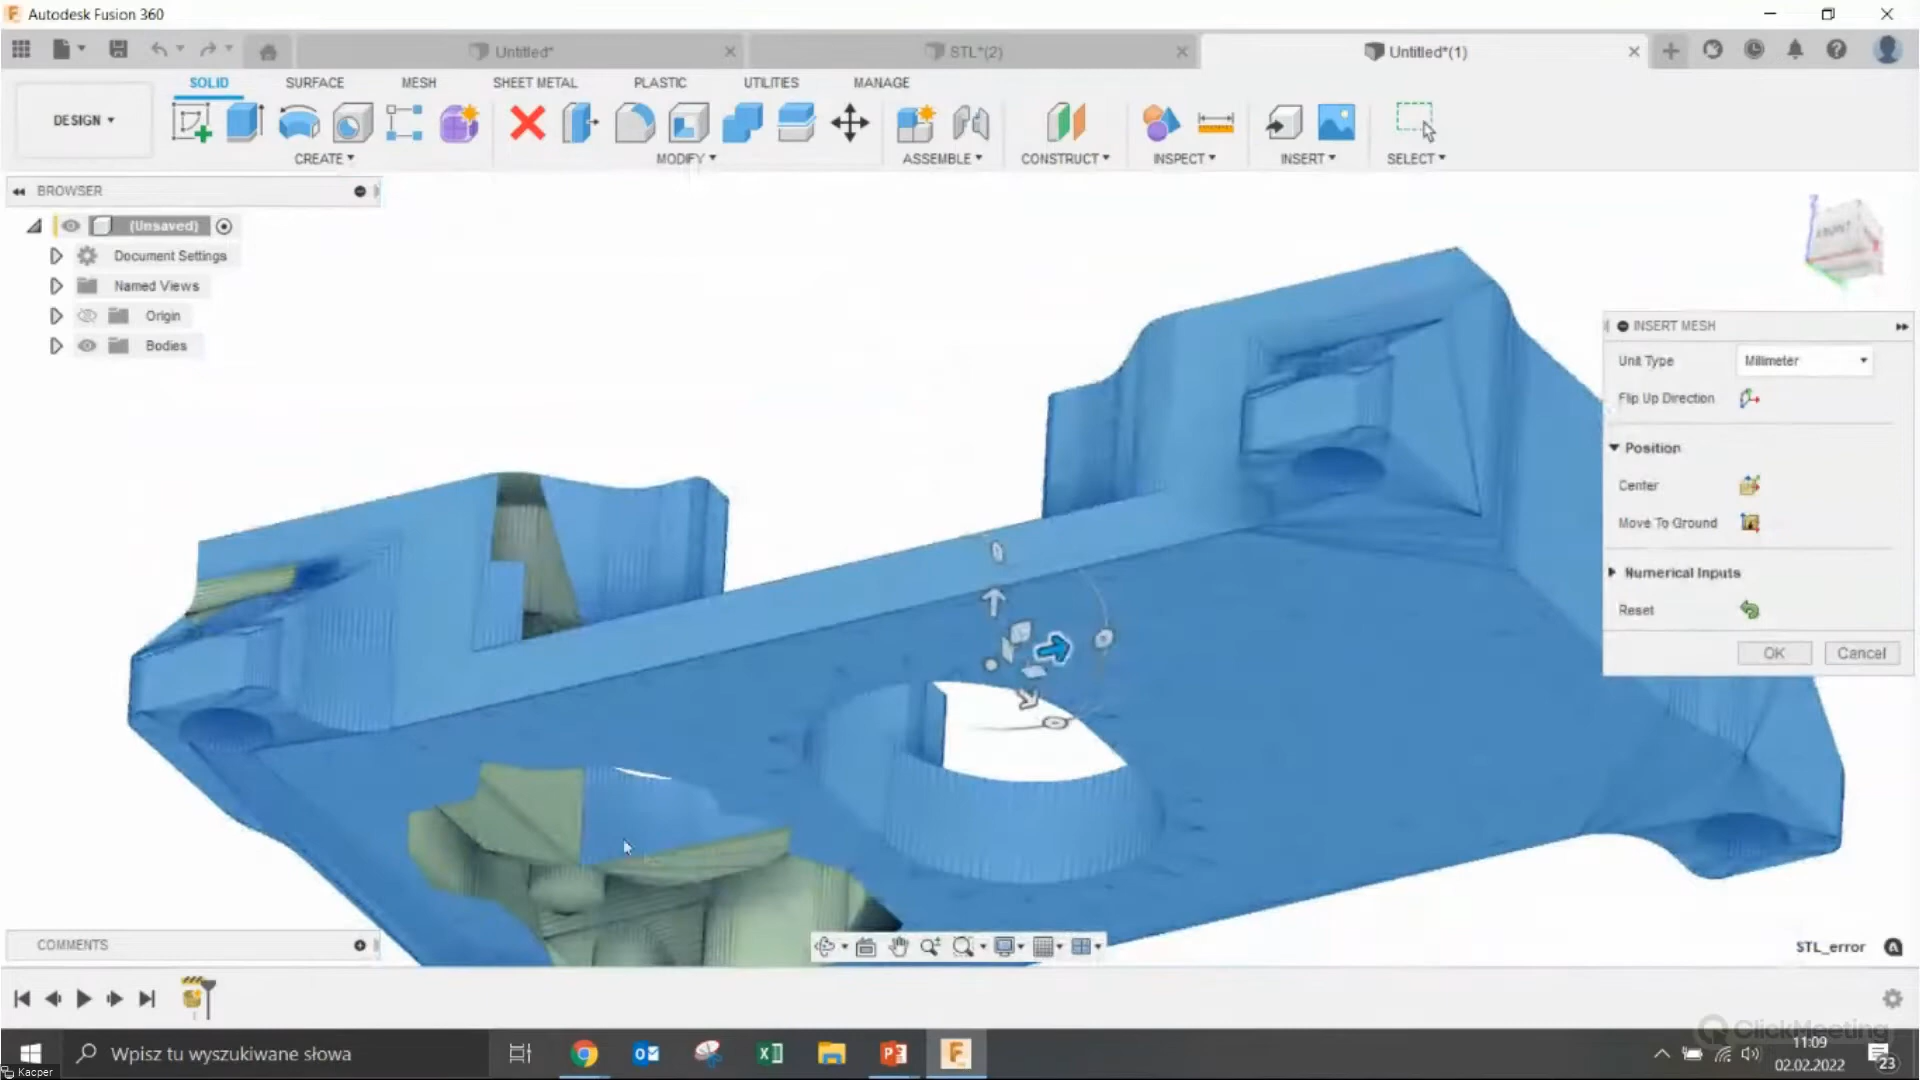 Autodesk Fusion 360
Untitled*
STL*(2)
Untitled*(1)
SOLID
SURFACE
MESH
SHEET METAL
PLASTIC
UTILITIES
MANAGE
DESIGN
CREATE
MODIFY
ASSEMBLE
CONSTRUCT
INSPECT
INSERT
SELECT
BROWSER
(Unsaved)
Document Settings
Named Views
Origin
Bodies
FRONT
INSERT MESH
Unit Type
Millimeter
Flip Up Direction
Position
Center
Move To Ground
Numerical Inputs
Reset
OK
Cancel
COMMENTS
STL_error
ClickMeeting
Wpisz tu wyszukiwane słowa
11:09
02.02.2022
23
Kacper